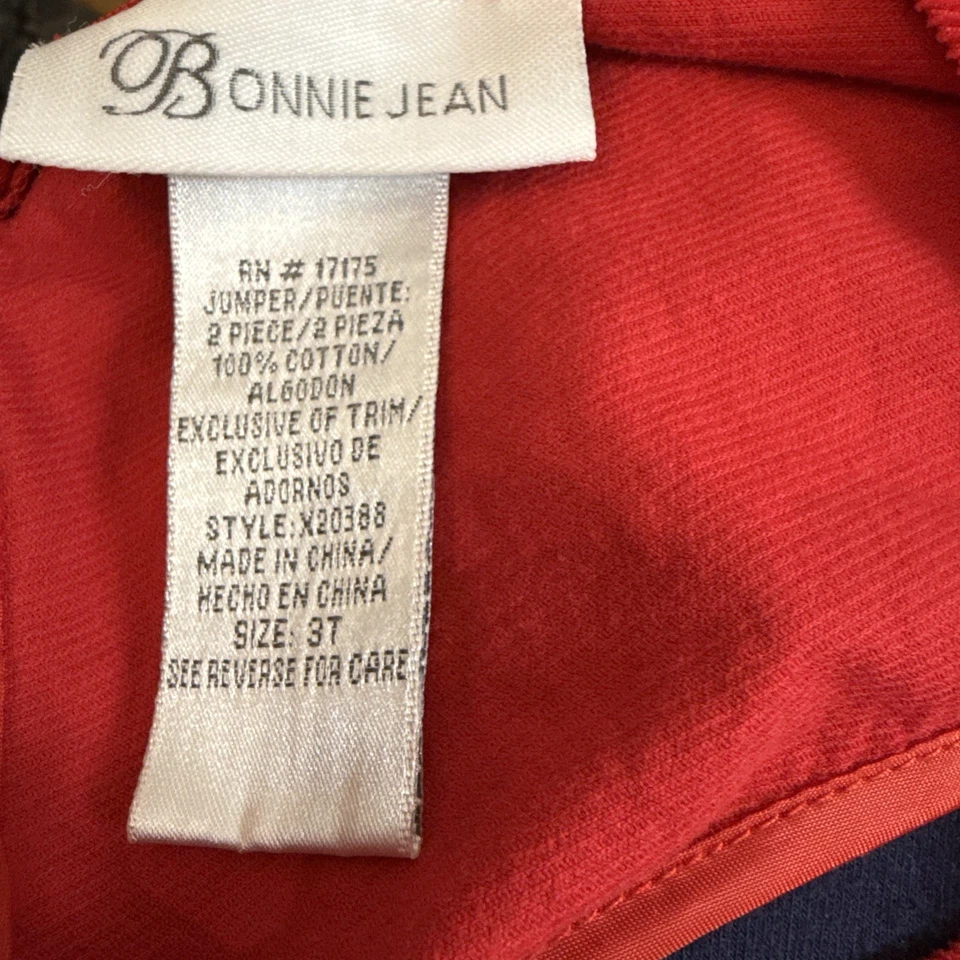 BONNIE JEAN
RN # 17175
JUMPER/PUENTE:
2 PIECE/2 PIEZA
100% COTTON/
ALGODON
EXCLUSIVE OF TRIM/
EXCLUSIVO DE
ADORNOS
STYLE:X20388
MADE IN CHINA/
HECHO EN CHINA
SIZE: 3T
SEE REVERSE FOR CARE